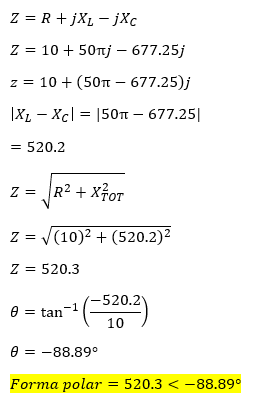 Z = R + jX_L − jX_C
Z = 10 + 50πj − 677.25j
z = 10 + (50π − 677.25)j
|X_L − X_C| = |50π − 677.25|
= 520.2
Z = √(R² + X²_TOT)
Z = √((10)² + (520.2)²)
Z = 520.3
θ = tan⁻¹(−520.2/10)
θ = −88.89°
Forma polar = 520.3 < −88.89°